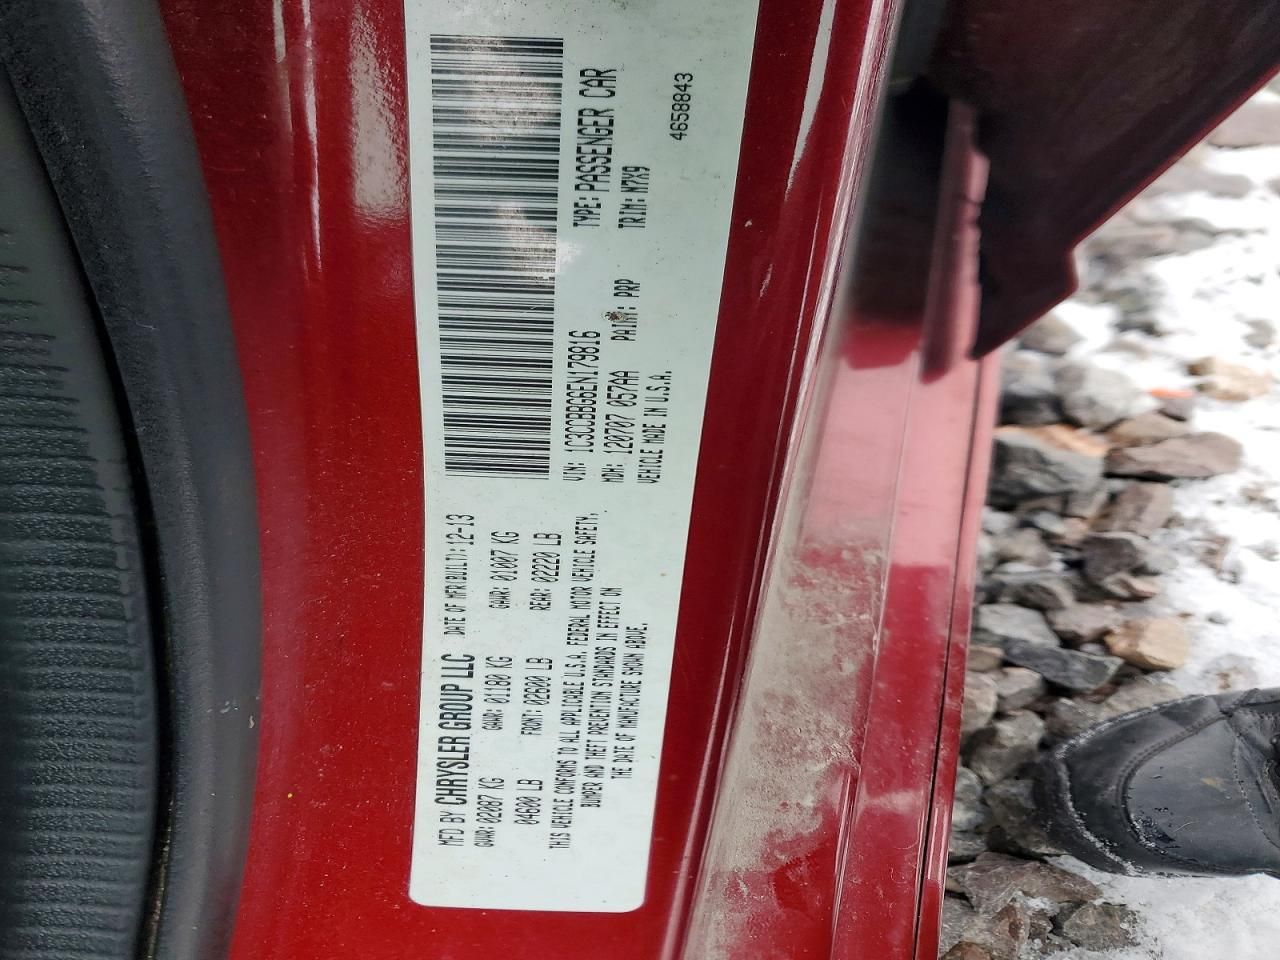 MFD BY CHRYSLER GROUP LLC DATE OF MFR(BUILT): 12-13
GVWR: 02087 KG GAWR: 01180 KG GAWR: 01007 KG
04600 LB FRONT: 02600 LB REAR: 02220 LB
THIS VEHICLE CONFORMS TO ALL APPLICABLE U.S.A. FEDERAL MOTOR VEHICLE SAFETY,
BUMPER AND THEFT PREVENTION STANDARDS IN EFFECT ON
THE DATE OF MANUFACTURE SHOWN ABOVE.
VIN: 1C3CCBBG6EN179816 TYPE: PASSENGER CAR
MDH: 120707 057AA PAINT: PRP TRIM: M7X9
VEHICLE MADE IN U.S.A. 4658843